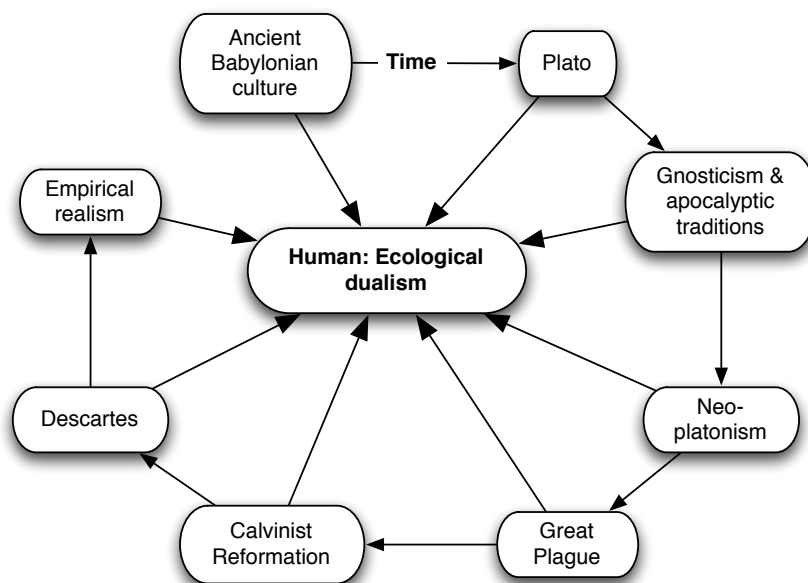 Ancient
Babylonian
culture
Time
Plato
Gnosticism &
apocalyptic
traditions
Empirical
realism
Human: Ecological
dualism
Descartes
Neo-
platonism
Calvinist
Reformation
Great
Plague